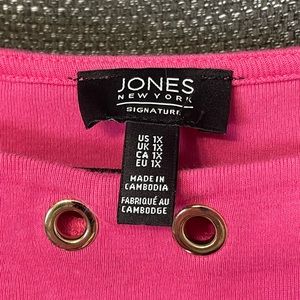 JONES
NEW YORK
SIGNATURE
US 1X
UK 1X
CA 1X
EU 1X
MADE IN
CAMBODIA
FABRIQUÉ AU
CAMBODGE